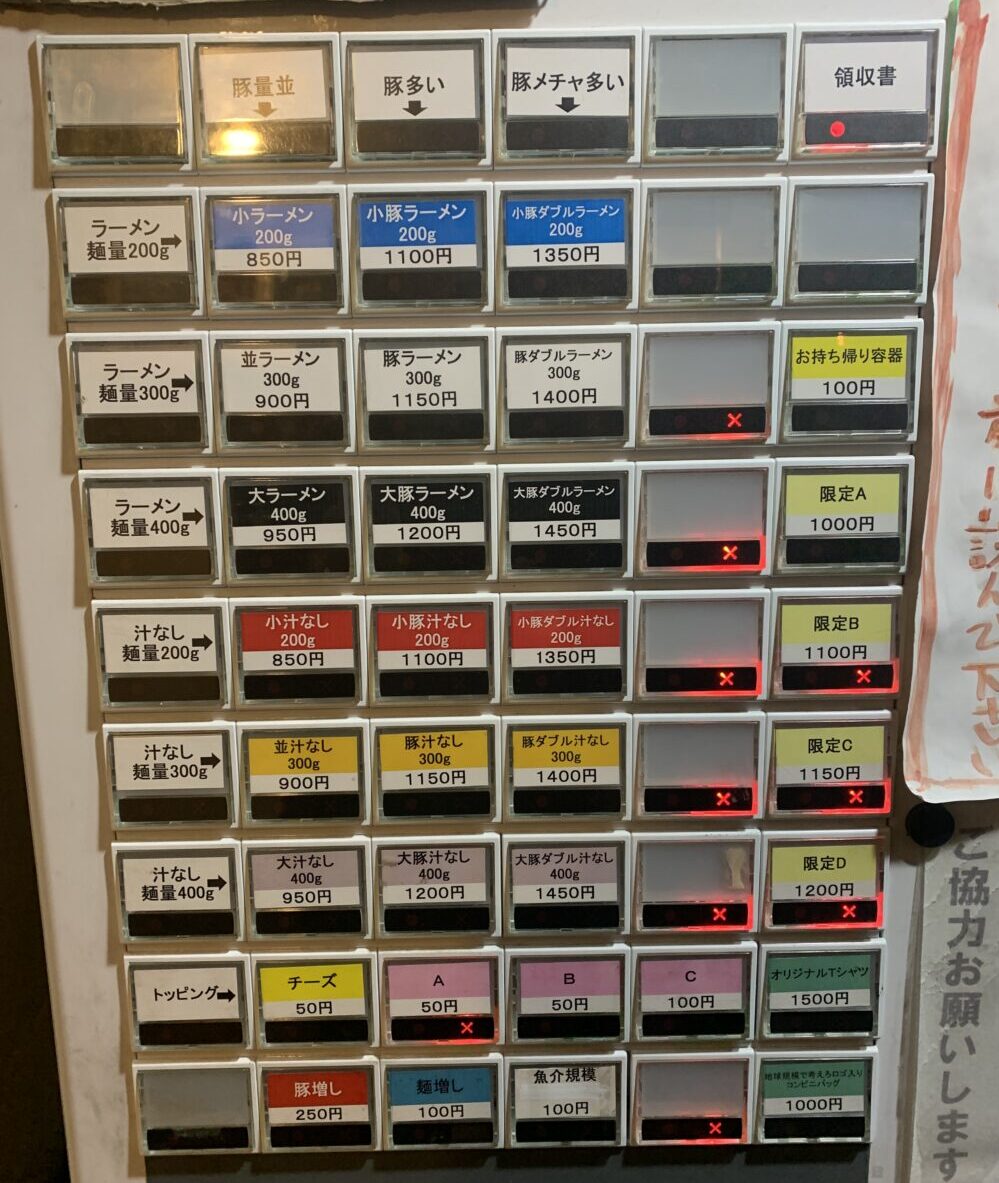 豚量並
豚多い
豚メチャ多い
領収書
ラーメン
麺量200g
小ラーメン
200g
850円
小豚ラーメン
200g
1100円
小豚ダブルラーメン
200g
1350円
ラーメン
麺量300g
並ラーメン
300g
900円
豚ラーメン
300g
1150円
豚ダブルラーメン
300g
1400円
お持ち帰り容器
100円
ラーメン
麺量400g
大ラーメン
400g
950円
大豚ラーメン
400g
1200円
大豚ダブルラーメン
400g
1450円
限定A
1000円
汁なし
麺量200g
小汁なし
200g
850円
小豚汁なし
200g
1100円
小豚ダブル汁なし
200g
1350円
限定B
1100円
汁なし
麺量300g
並汁なし
300g
900円
豚汁なし
300g
1150円
豚ダブル汁なし
300g
1400円
限定C
1150円
汁なし
麺量400g
大汁なし
400g
950円
大豚汁なし
400g
1200円
大豚ダブル汁なし
400g
1450円
限定D
1200円
トッピング
チーズ
50円
A
50円
B
50円
C
100円
オリジナルTシャツ
1500円
豚増し
250円
麺増し
100円
魚介規模
100円
地球規模で考えろロゴ入り
コンビニバッグ
1000円
読んで下さい
ご協力お願いします